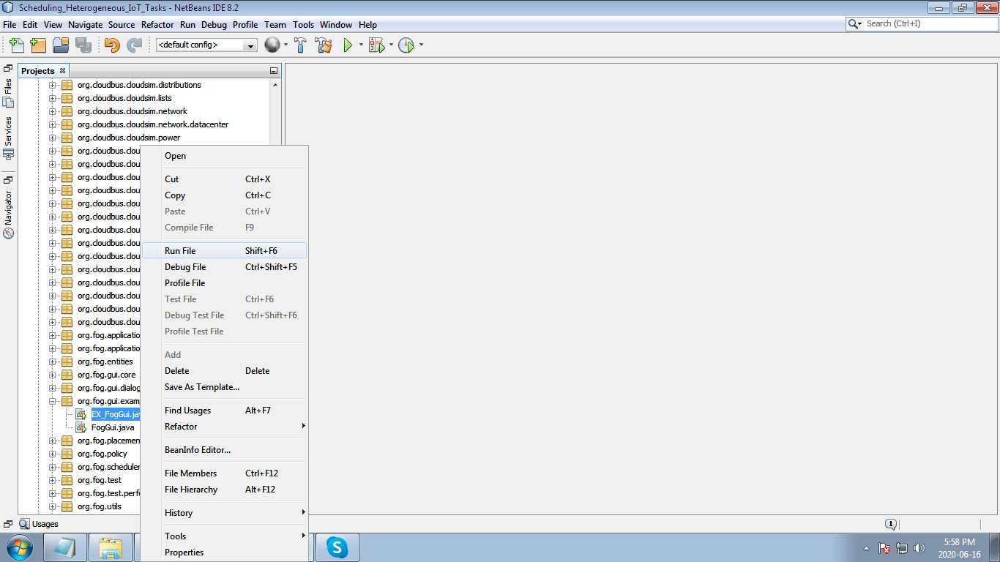 Scheduling_Heterogeneous_IoT_Tasks - NetBeans IDE 8.2
File Edit View Navigate Source Refactor Run Debug Profile Team Tools Window Help
Search (Ctrl+I)
<default config>
Projects
Files
Services
Navigator
org.cloudbus.cloudsim.distributions
org.cloudbus.cloudsim.lists
org.cloudbus.cloudsim.network
org.cloudbus.cloudsim.network.datacenter
org.cloudbus.cloudsim.power
org.cloudbus.clou
org.cloudbus.clou
org.cloudbus.clou
org.cloudbus.clou
org.cloudbus.clou
org.cloudbus.clou
org.cloudbus.clou
org.cloudbus.clou
org.cloudbus.clou
org.cloudbus.clou
org.cloudbus.clou
org.cloudbus.clou
org.cloudbus.clou
org.cloudbus.clou
org.fog.applicatio
org.fog.applicatio
org.fog.entities
org.fog.gui.core
org.fog.gui.dialog
org.fog.gui.examp
EX_FogGui.jav
FogGui.java
org.fog.placemen
org.fog.policy
org.fog.scheduler
org.fog.test
org.fog.test.perfo
org.fog.utils
Open
Cut Ctrl+X
Copy Ctrl+C
Paste Ctrl+V
Compile File F9
Run File Shift+F6
Debug File Ctrl+Shift+F5
Profile File
Test File Ctrl+F6
Debug Test File Ctrl+Shift+F6
Profile Test File
Add
Delete Delete
Save As Template...
Find Usages Alt+F7
Refactor
BeanInfo Editor...
File Members Ctrl+F12
File Hierarchy Alt+F12
History
Tools
Properties
Usages
1
5:58 PM
2020-06-16